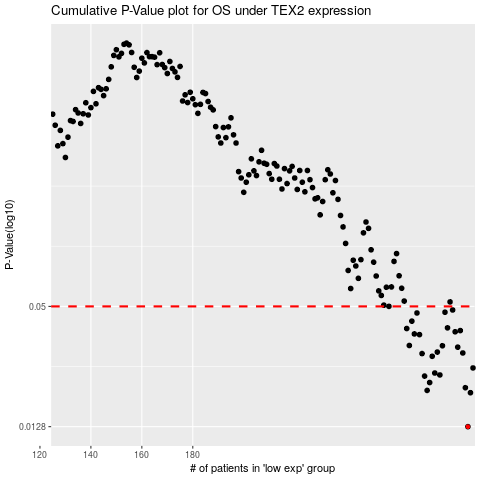 Cumulative P-Value plot for OS under TEX2 expression
P-Value(log10)
0.05
0.0128
120 140 160 180
# of patients in 'low exp' group